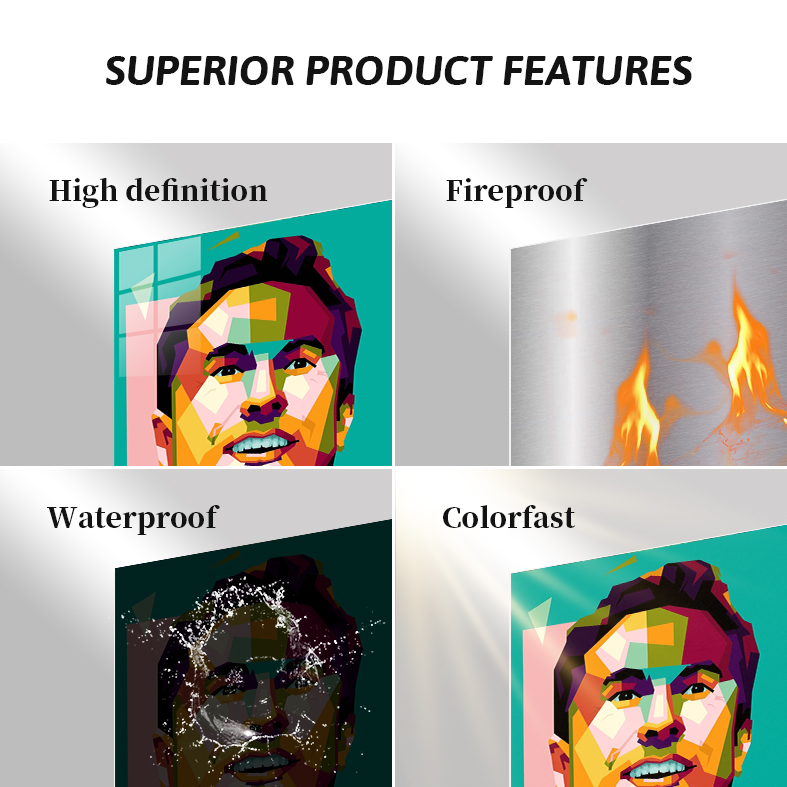 SUPERIOR PRODUCT FEATURES
High definition
Fireproof
Waterproof
Colorfast